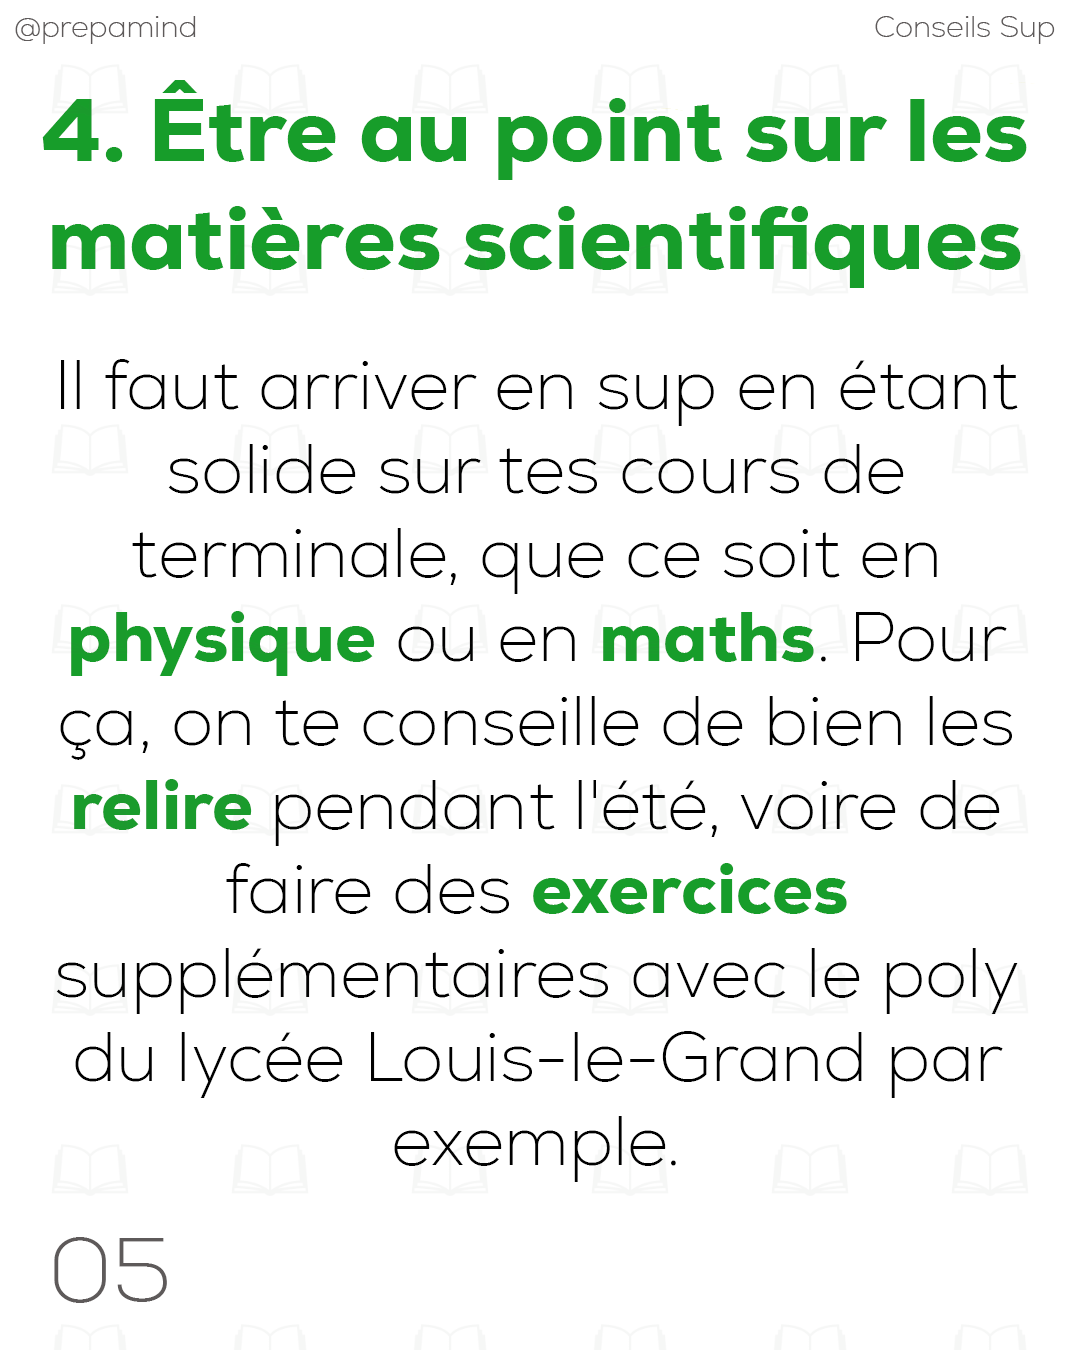 @prepamind
Conseils Sup
4. Être au point sur les
matières scientifiques
Il faut arriver en sup en étant
solide sur tes cours de
terminale, que ce soit en
physique ou en maths. Pour
ça, on te conseille de bien les
relire pendant l'été, voire de
faire des exercices
supplémentaires avec le poly
du lycée Louis-le-Grand par
exemple.
05